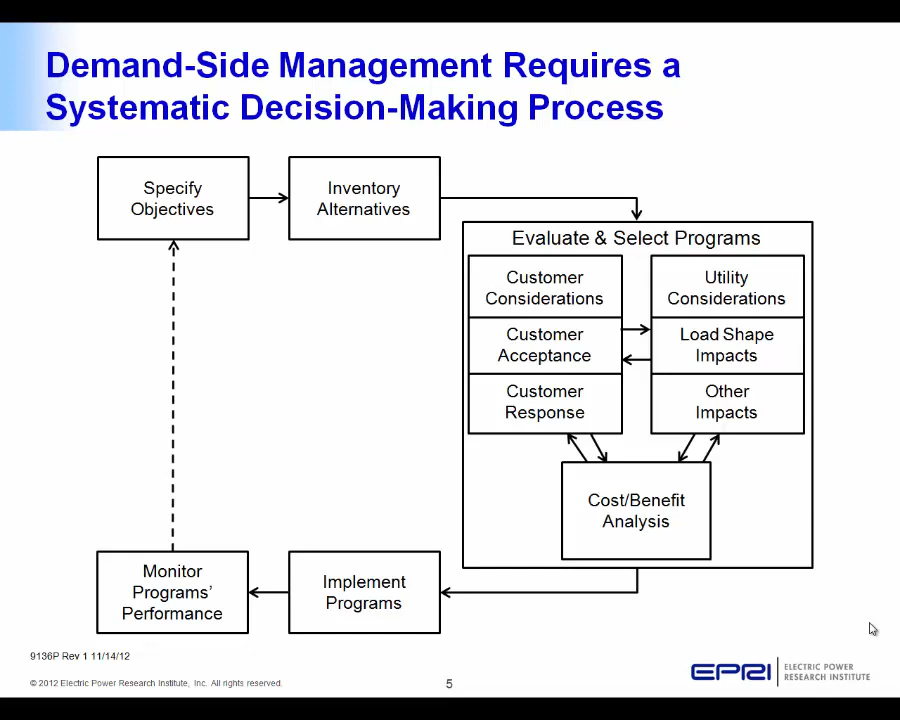 Demand-Side Management Requires a
Systematic Decision-Making Process
Specify
Objectives
Inventory
Alternatives
Evaluate & Select Programs
Customer
Considerations
Utility
Considerations
Customer
Acceptance
Load Shape
Impacts
Customer
Response
Other
Impacts
Cost/Benefit
Analysis
Monitor
Programs’
Performance
Implement
Programs
9136P Rev 1 11/14/12
© 2012 Electric Power Research Institute, Inc. All rights reserved.
5
EPRI
ELECTRIC POWER
RESEARCH INSTITUTE